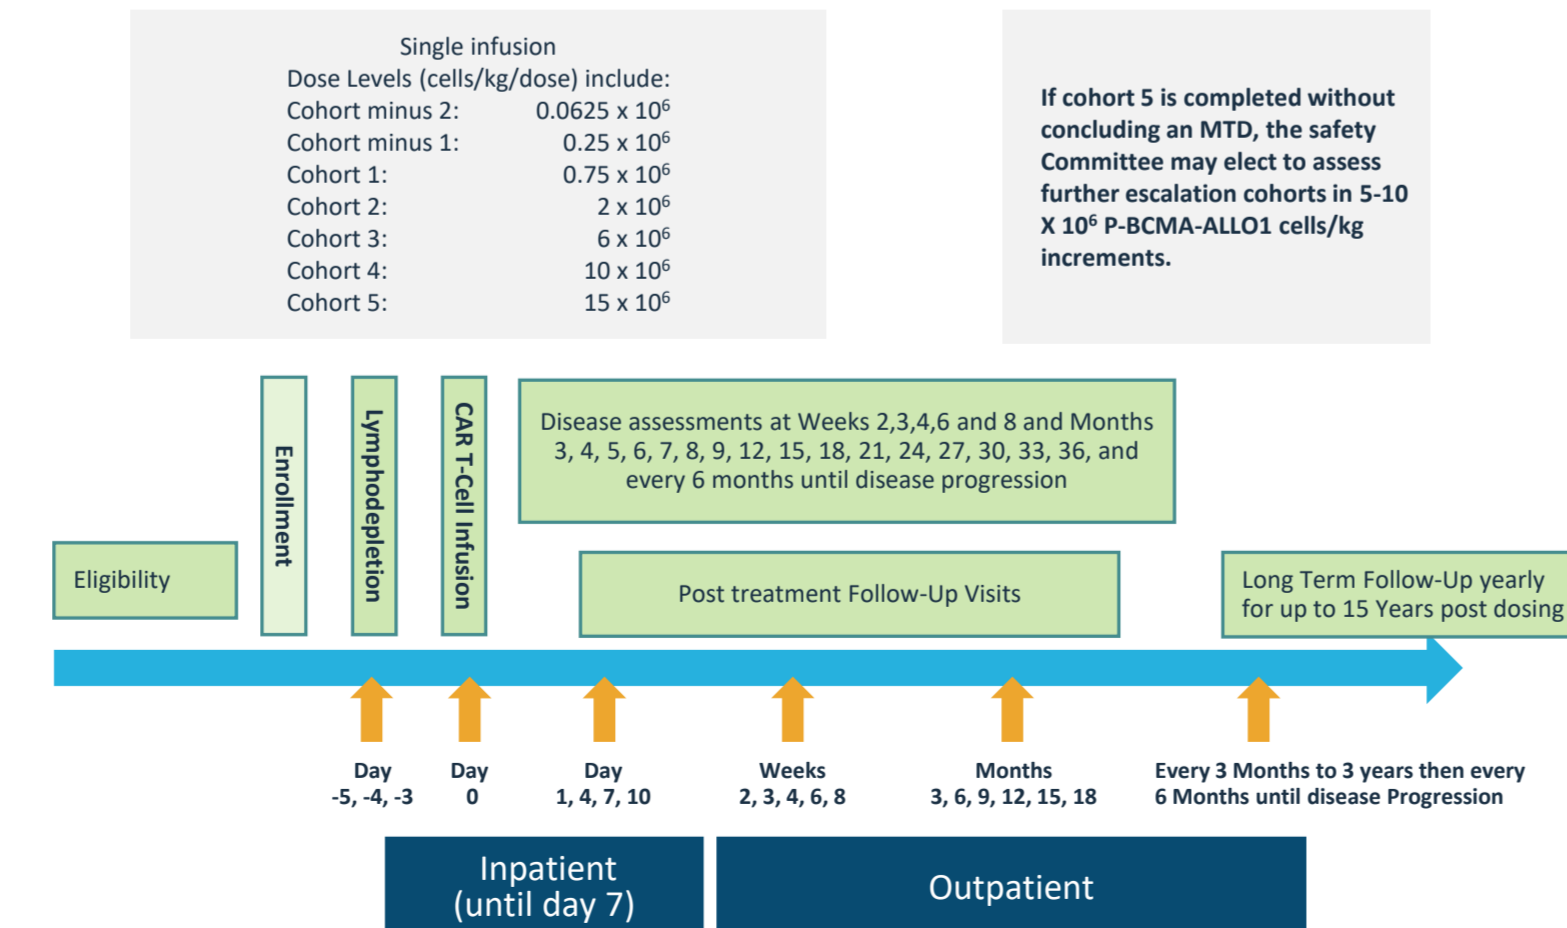 Single infusion
Dose Levels (cells/kg/dose) include:
Cohort minus 2: 0.0625 x 10⁶
Cohort minus 1: 0.25 x 10⁶
Cohort 1: 0.75 x 10⁶
Cohort 2: 2 x 10⁶
Cohort 3: 6 x 10⁶
Cohort 4: 10 x 10⁶
Cohort 5: 15 x 10⁶
If cohort 5 is completed without
concluding an MTD, the safety
Committee may elect to assess
further escalation cohorts in 5-10
X 10⁶ P-BCMA-ALLO1 cells/kg
increments.
Eligibility
Enrollment
Lymphodepletion
CAR T-Cell Infusion
Disease assessments at Weeks 2,3,4,6 and 8 and Months
3, 4, 5, 6, 7, 8, 9, 12, 15, 18, 21, 24, 27, 30, 33, 36, and
every 6 months until disease progression
Post treatment Follow-Up Visits
Long Term Follow-Up yearly
for up to 15 Years post dosing
Day
-5, -4, -3
Day
0
Day
1, 4, 7, 10
Weeks
2, 3, 4, 6, 8
Months
3, 6, 9, 12, 15, 18
Every 3 Months to 3 years then every
6 Months until disease Progression
Inpatient
(until day 7)
Outpatient